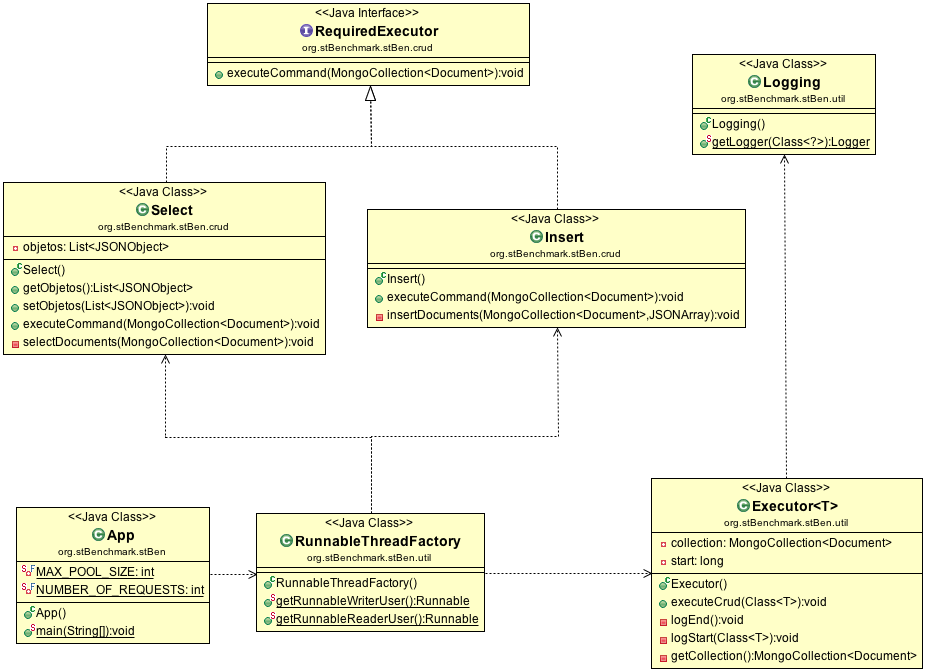 <<Java Interface>>
RequiredExecutor
org.stBenchmark.stBen.crud
executeCommand(MongoCollection<Document>):void
<<Java Class>>
Logging
org.stBenchmark.stBen.util
Logging()
getLogger(Class<?>):Logger
<<Java Class>>
Select
org.stBenchmark.stBen.crud
objetos: List<JSONObject>
Select()
getObjetos():List<JSONObject>
setObjetos(List<JSONObject>):void
executeCommand(MongoCollection<Document>):void
selectDocuments(MongoCollection<Document>):void
<<Java Class>>
Insert
org.stBenchmark.stBen.crud
Insert()
executeCommand(MongoCollection<Document>):void
insertDocuments(MongoCollection<Document>,JSONArray):void
<<Java Class>>
App
org.stBenchmark.stBen
MAX_POOL_SIZE: int
NUMBER_OF_REQUESTS: int
App()
main(String[]):void
<<Java Class>>
RunnableThreadFactory
org.stBenchmark.stBen.util
RunnableThreadFactory()
getRunnableWriterUser():Runnable
getRunnableReaderUser():Runnable
<<Java Class>>
Executor<T>
org.stBenchmark.stBen.util
collection: MongoCollection<Document>
start: long
Executor()
executeCrud(Class<T>):void
logEnd():void
logStart(Class<T>):void
getCollection():MongoCollection<Document>